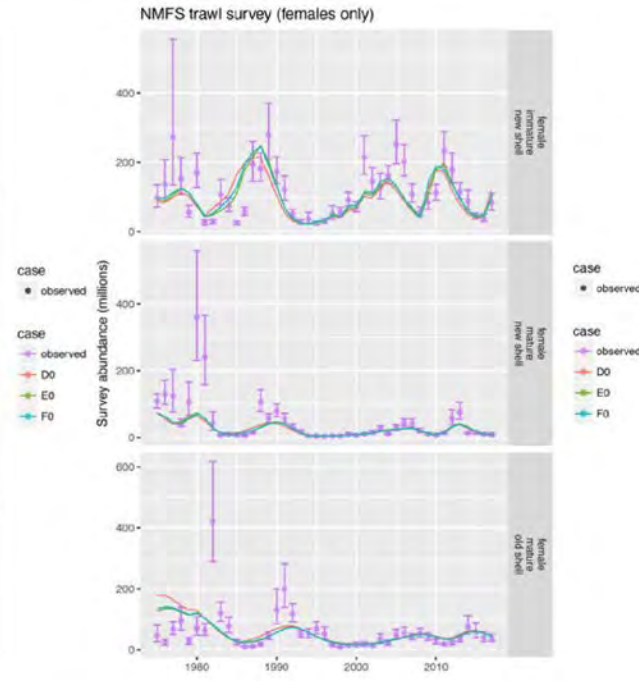 NMFS trawl survey (females only)
case
observed
case
observed
D0
E0
F0
Survey abundance (millions)
400
200
0
female
immature
new shell
400
200
0
female
mature
new shell
600
400
200
0
female
mature
old shell
1980
1990
2000
2010
case
observed
case
observed
D0
E0
F0